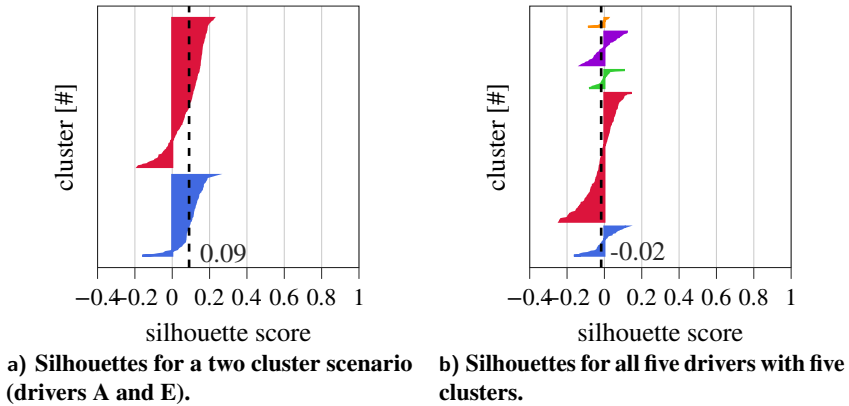 cluster [#]
0.09
−0.4 −0.2 0 0.2 0.4 0.6 0.8 1
silhouette score
a) Silhouettes for a two cluster scenario
(drivers A and E).
cluster [#]
-0.02
−0.4 −0.2 0 0.2 0.4 0.6 0.8 1
silhouette score
b) Silhouettes for all five drivers with five
clusters.